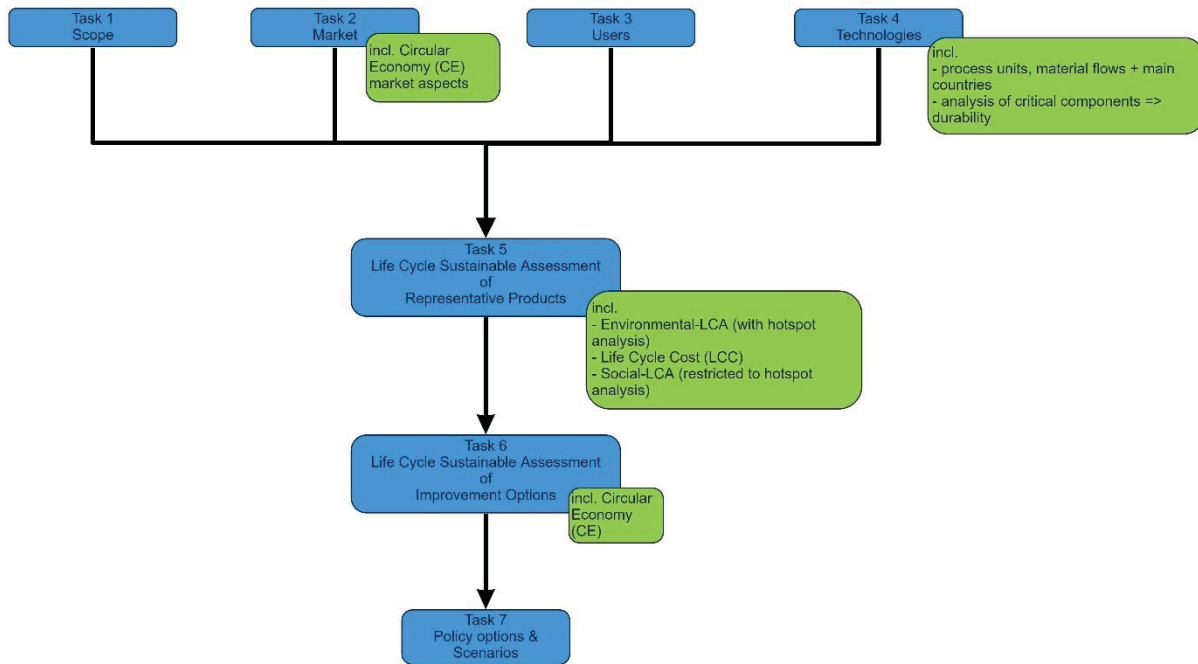 Task 1
Scope
Task 2
Market
incl. Circular
Economy (CE)
market aspects
Task 3
Users
Task 4
Technologies
incl.
- process units, material flows + main
countries
- analysis of critical components =>
durability
Task 5
Life Cycle Sustainable Assessment
of
Representative Products
incl.
- Environmental-LCA (with hotspot
analysis)
- Life Cycle Cost (LCC)
- Social-LCA (restricted to hotspot
analysis)
Task 6
Life Cycle Sustainable Assessment
of
Improvement Options
incl. Circular
Economy
(CE)
Task 7
Policy options &
Scenarios